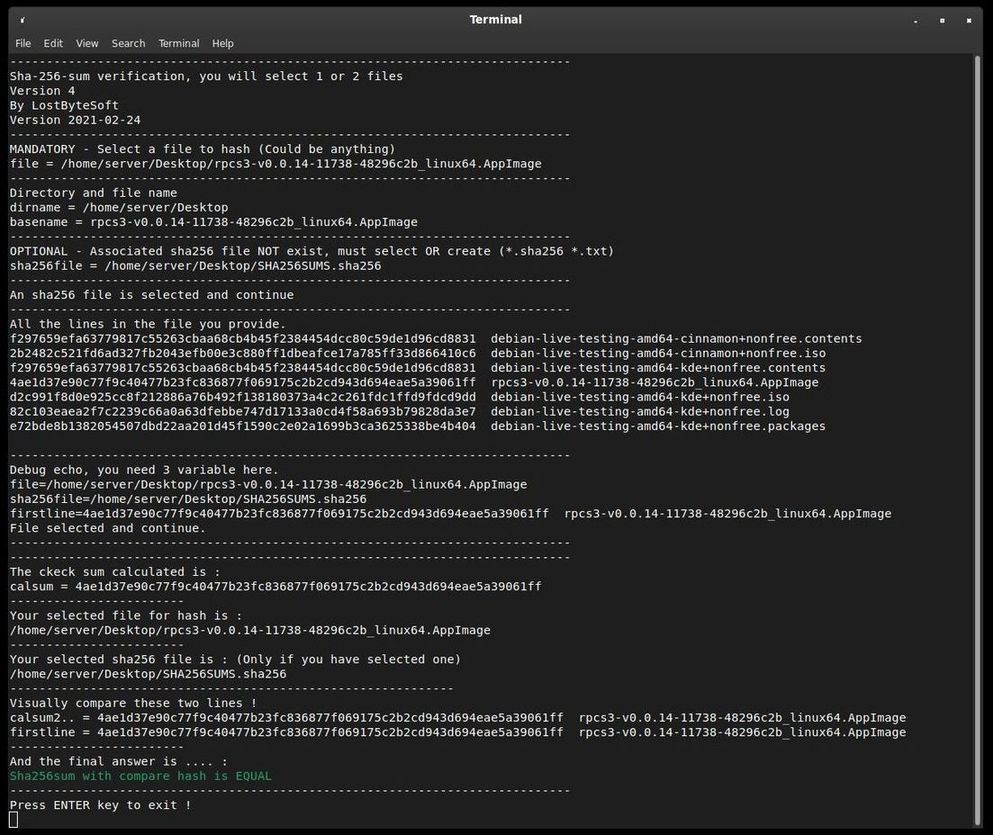 Terminal
File Edit View Search Terminal Help
-----------------------------------------------------------------------------
Sha-256-sum verification, you will select 1 or 2 files
Version 4
By LostByteSoft
Version 2021-02-24
-----------------------------------------------------------------------------
MANDATORY - Select a file to hash (Could be anything)
file = /home/server/Desktop/rpcs3-v0.0.14-11738-48296c2b_linux64.AppImage
-----------------------------------------------------------------------------
Directory and file name
dirname = /home/server/Desktop
basename = rpcs3-v0.0.14-11738-48296c2b_linux64.AppImage
-----------------------------------------------------------------------------
OPTIONAL - Associated sha256 file NOT exist, must select OR create (*.sha256 *.txt)
sha256file = /home/server/Desktop/SHA256SUMS.sha256
-----------------------------------------------------------------------------
An sha256 file is selected and continue
-----------------------------------------------------------------------------
All the lines in the file you provide.
f297659efa63779817c55263cbaa68cb4b45f2384454dcc80c59de1d96cd8831  debian-live-testing-amd64-cinnamon+nonfree.contents
2b2482c521fd6ad327fb2043efb00e3c880ff1dbeafce17a785ff33d866410c6  debian-live-testing-amd64-cinnamon+nonfree.iso
f297659efa63779817c55263cbaa68cb4b45f2384454dcc80c59de1d96cd8831  debian-live-testing-amd64-kde+nonfree.contents
4ae1d37e90c77f9c40477b23fc836877f069175c2b2cd943d694eae5a39061ff  rpcs3-v0.0.14-11738-48296c2b_linux64.AppImage
d2c991f8d0e925cc8f212886a76b492f138180373a4c2c261fdc1ffd9fdcd9dd  debian-live-testing-amd64-kde+nonfree.iso
82c103eaea2f7c2239c66a0a63dfebbe747d17133a0cd4f58a693b79828da3e7  debian-live-testing-amd64-kde+nonfree.log
e72bde8b1382054507dbd22aa201d45f1590c2e02a1699b3ca3625338be4b404  debian-live-testing-amd64-kde+nonfree.packages
-----------------------------------------------------------------------------
Debug echo, you need 3 variable here.
file=/home/server/Desktop/rpcs3-v0.0.14-11738-48296c2b_linux64.AppImage
sha256file=/home/server/Desktop/SHA256SUMS.sha256
firstline=4ae1d37e90c77f9c40477b23fc836877f069175c2b2cd943d694eae5a39061ff  rpcs3-v0.0.14-11738-48296c2b_linux64.AppImage
File selected and continue.
-----------------------------------------------------------------------------
-----------------------------------------------------------------------------
The ckeck sum calculated is :
calsum = 4ae1d37e90c77f9c40477b23fc836877f069175c2b2cd943d694eae5a39061ff
------------------------
Your selected file for hash is :
/home/server/Desktop/rpcs3-v0.0.14-11738-48296c2b_linux64.AppImage
------------------------
Your selected sha256 file is : (Only if you have selected one)
/home/server/Desktop/SHA256SUMS.sha256
-------------------------------------------------------------
Visually compare these two lines !
calsum2.. = 4ae1d37e90c77f9c40477b23fc836877f069175c2b2cd943d694eae5a39061ff  rpcs3-v0.0.14-11738-48296c2b_linux64.AppImage
firstline = 4ae1d37e90c77f9c40477b23fc836877f069175c2b2cd943d694eae5a39061ff  rpcs3-v0.0.14-11738-48296c2b_linux64.AppImage
------------------------
And the final answer is .... :
Sha256sum with compare hash is EQUAL
-----------------------------------------------------------------------------
Press ENTER key to exit !